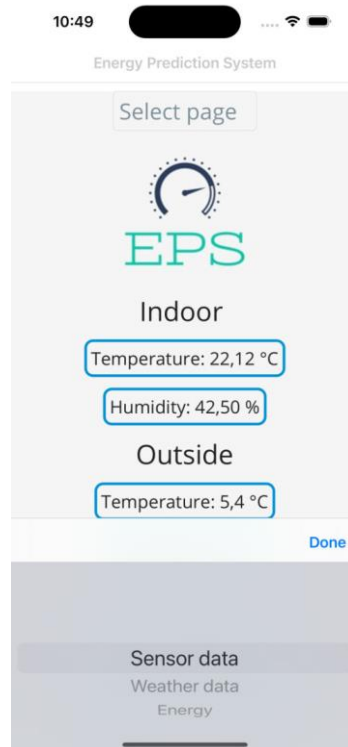 10:49
Energy Prediction System
Select page
EPS
Indoor
Temperature: 22,12 °C
Humidity: 42,50 %
Outside
Temperature: 5,4 °C
Done
Sensor data
Weather data
Energy